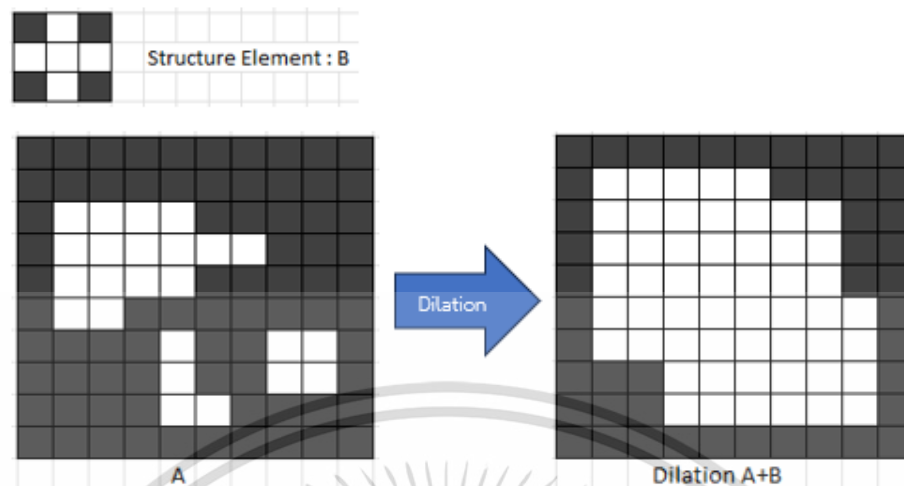 Structure Element : B
Dilation
A
Dilation A+B